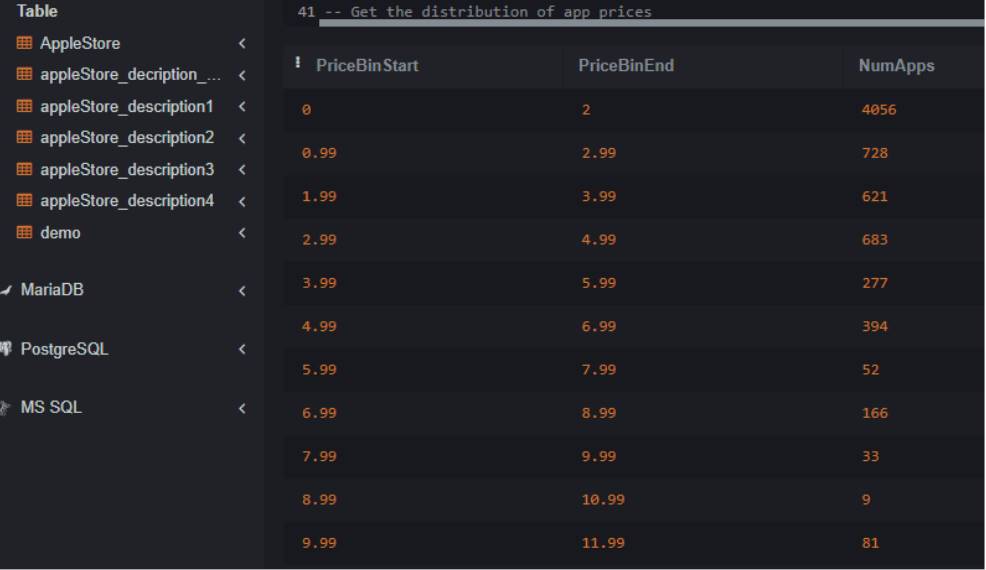 Table
AppleStore
appleStore_decription_...
appleStore_description1
appleStore_description2
appleStore_description3
appleStore_description4
demo
MariaDB
PostgreSQL
MS SQL
41 -- Get the distribution of app prices
PriceBinStart PriceBinEnd NumApps
0 2 4056
0.99 2.99 728
1.99 3.99 621
2.99 4.99 683
3.99 5.99 277
4.99 6.99 394
5.99 7.99 52
6.99 8.99 166
7.99 9.99 33
8.99 10.99 9
9.99 11.99 81